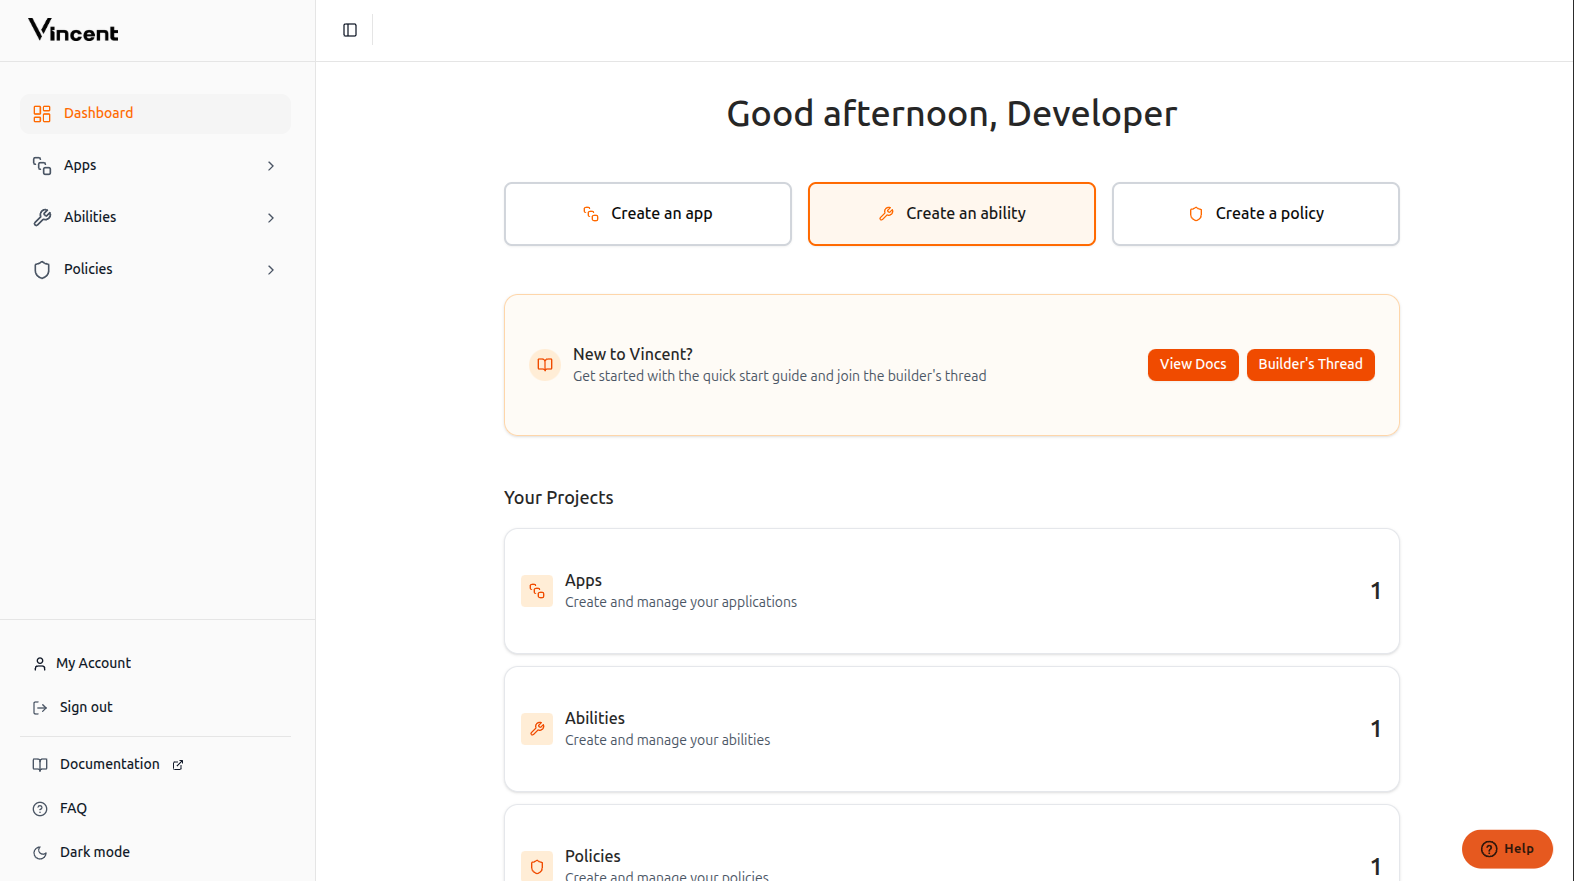 Vincent
Dashboard
Apps
Abilities
Policies
My Account
Sign out
Documentation
FAQ
Dark mode
Good afternoon, Developer
Create an app
Create an ability
Create a policy
New to Vincent?
Get started with the quick start guide and join the builder's thread
View Docs
Builder's Thread
Your Projects
Apps
Create and manage your applications
1
Abilities
Create and manage your abilities
1
Policies
Create and manage your policies
1
Help